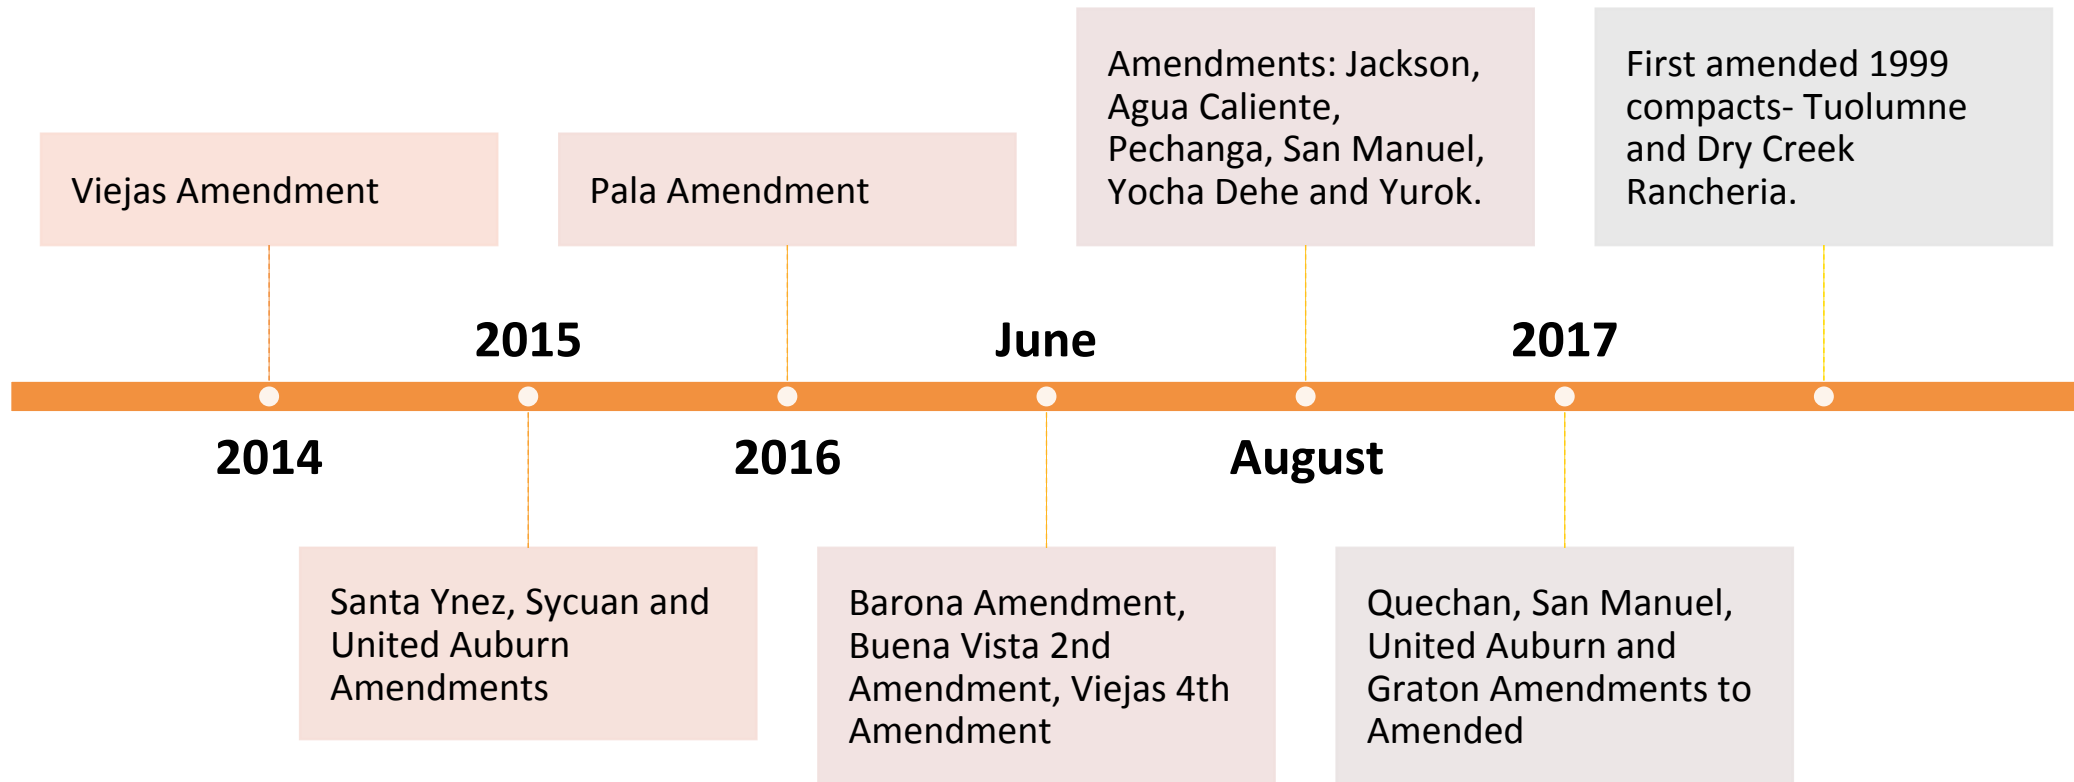 Viejas Amendment
2014
2015
Santa Ynez, Sycuan and
United Auburn
Amendments
Pala Amendment
2016
June
Barona Amendment,
Buena Vista 2nd
Amendment, Viejas 4th
Amendment
Amendments: Jackson,
Agua Caliente,
Pechanga, San Manuel,
Yocha Dehe and Yurok.
August
2017
Quechan, San Manuel,
United Auburn and
Graton Amendments to
Amended
First amended 1999
compacts- Tuolumne
and Dry Creek
Rancheria.